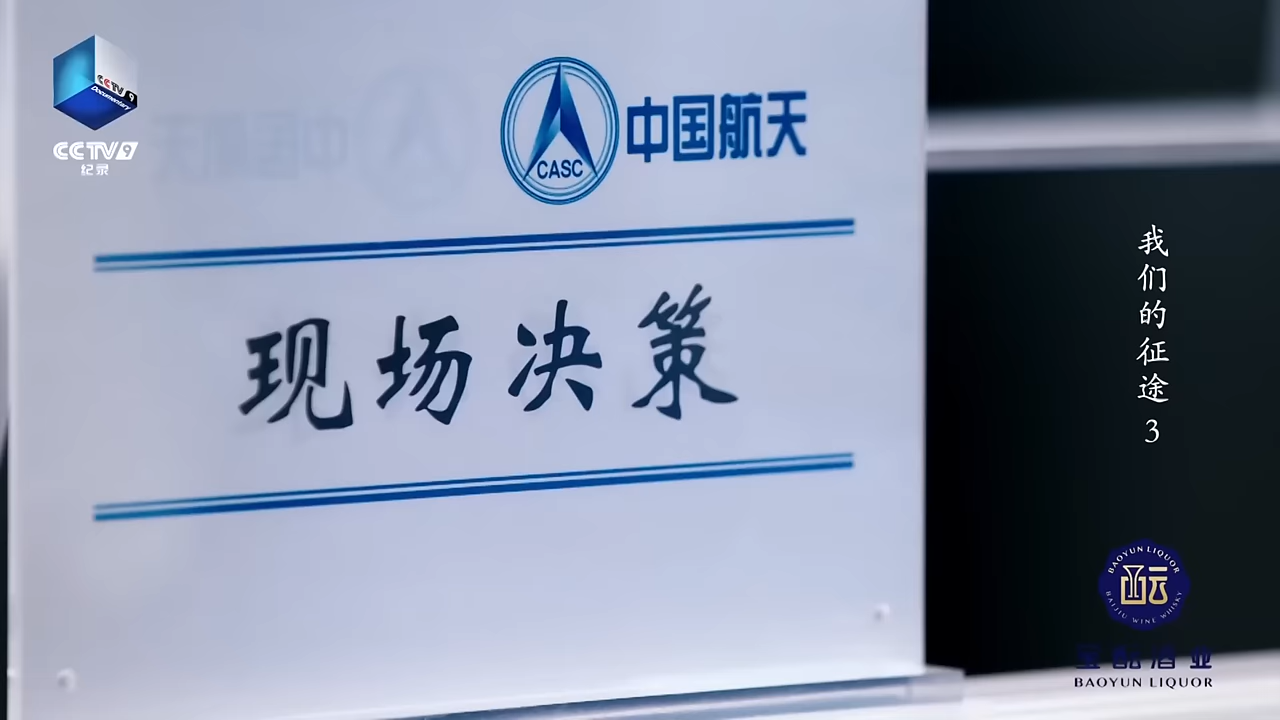 CCTV 9
Documentary
CCTV9
纪录
CASC
中国航天
现场决策
我们的征途3
BAOYUN LIQUOR
酝
BAIJIU WINE WHISKY
BAOYUN LIQUOR